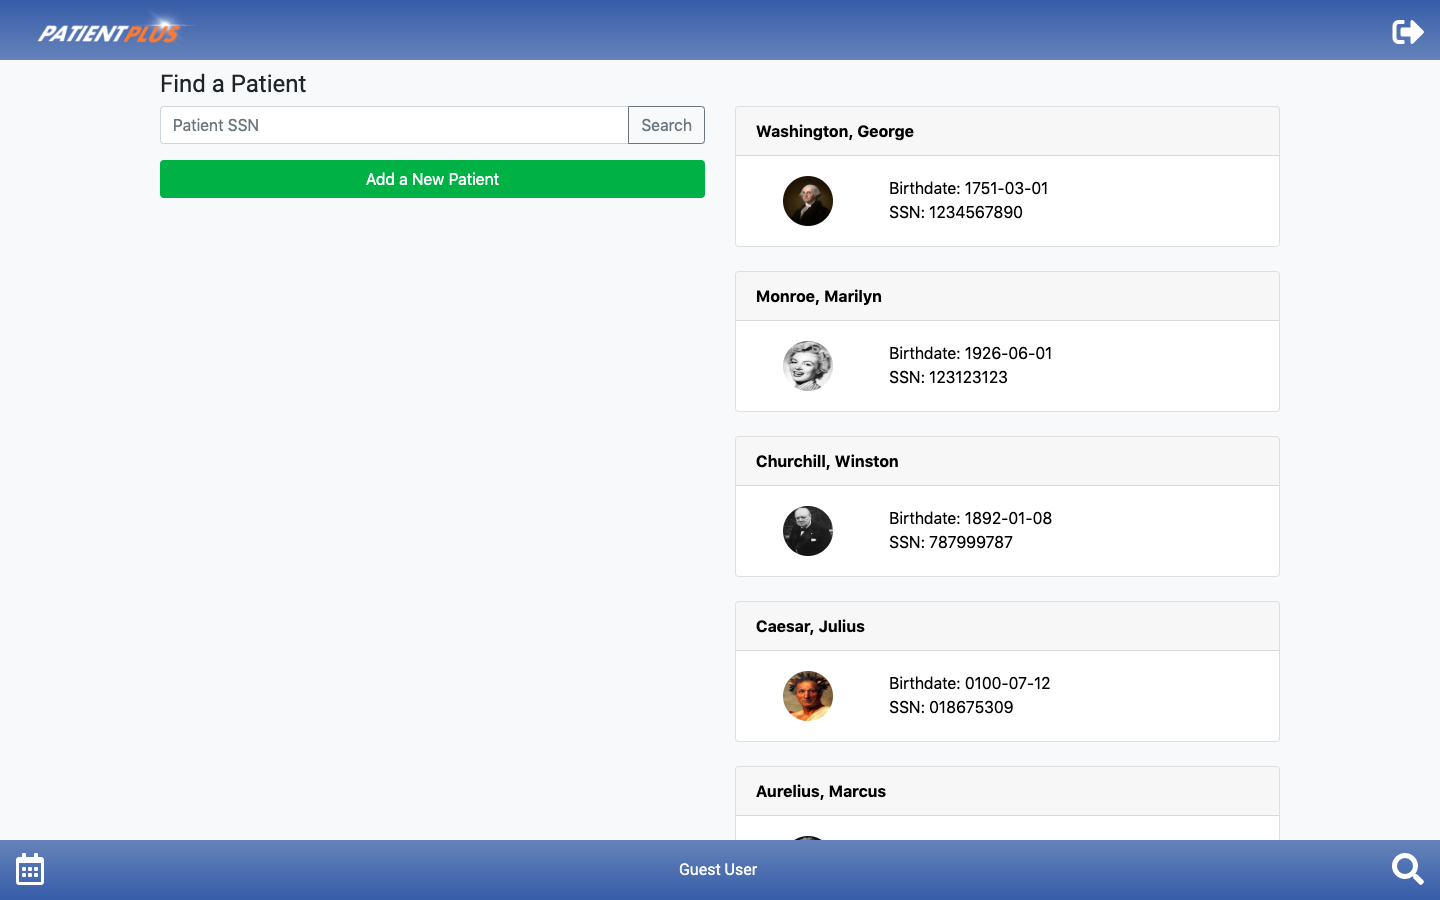 PATIENTPLUS
Find a Patient
Patient SSN
Search
Add a New Patient
Washington, George
Birthdate: 1751-03-01
SSN: 1234567890
Monroe, Marilyn
Birthdate: 1926-06-01
SSN: 123123123
Churchill, Winston
Birthdate: 1892-01-08
SSN: 787999787
Caesar, Julius
Birthdate: 0100-07-12
SSN: 018675309
Aurelius, Marcus
Guest User